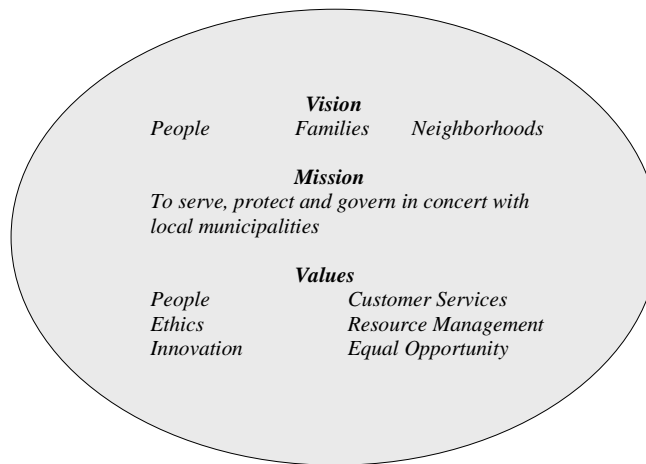 Vision
People Families Neighborhoods
Mission
To serve, protect and govern in concert with
local municipalities
Values
People Customer Services
Ethics Resource Management
Innovation Equal Opportunity